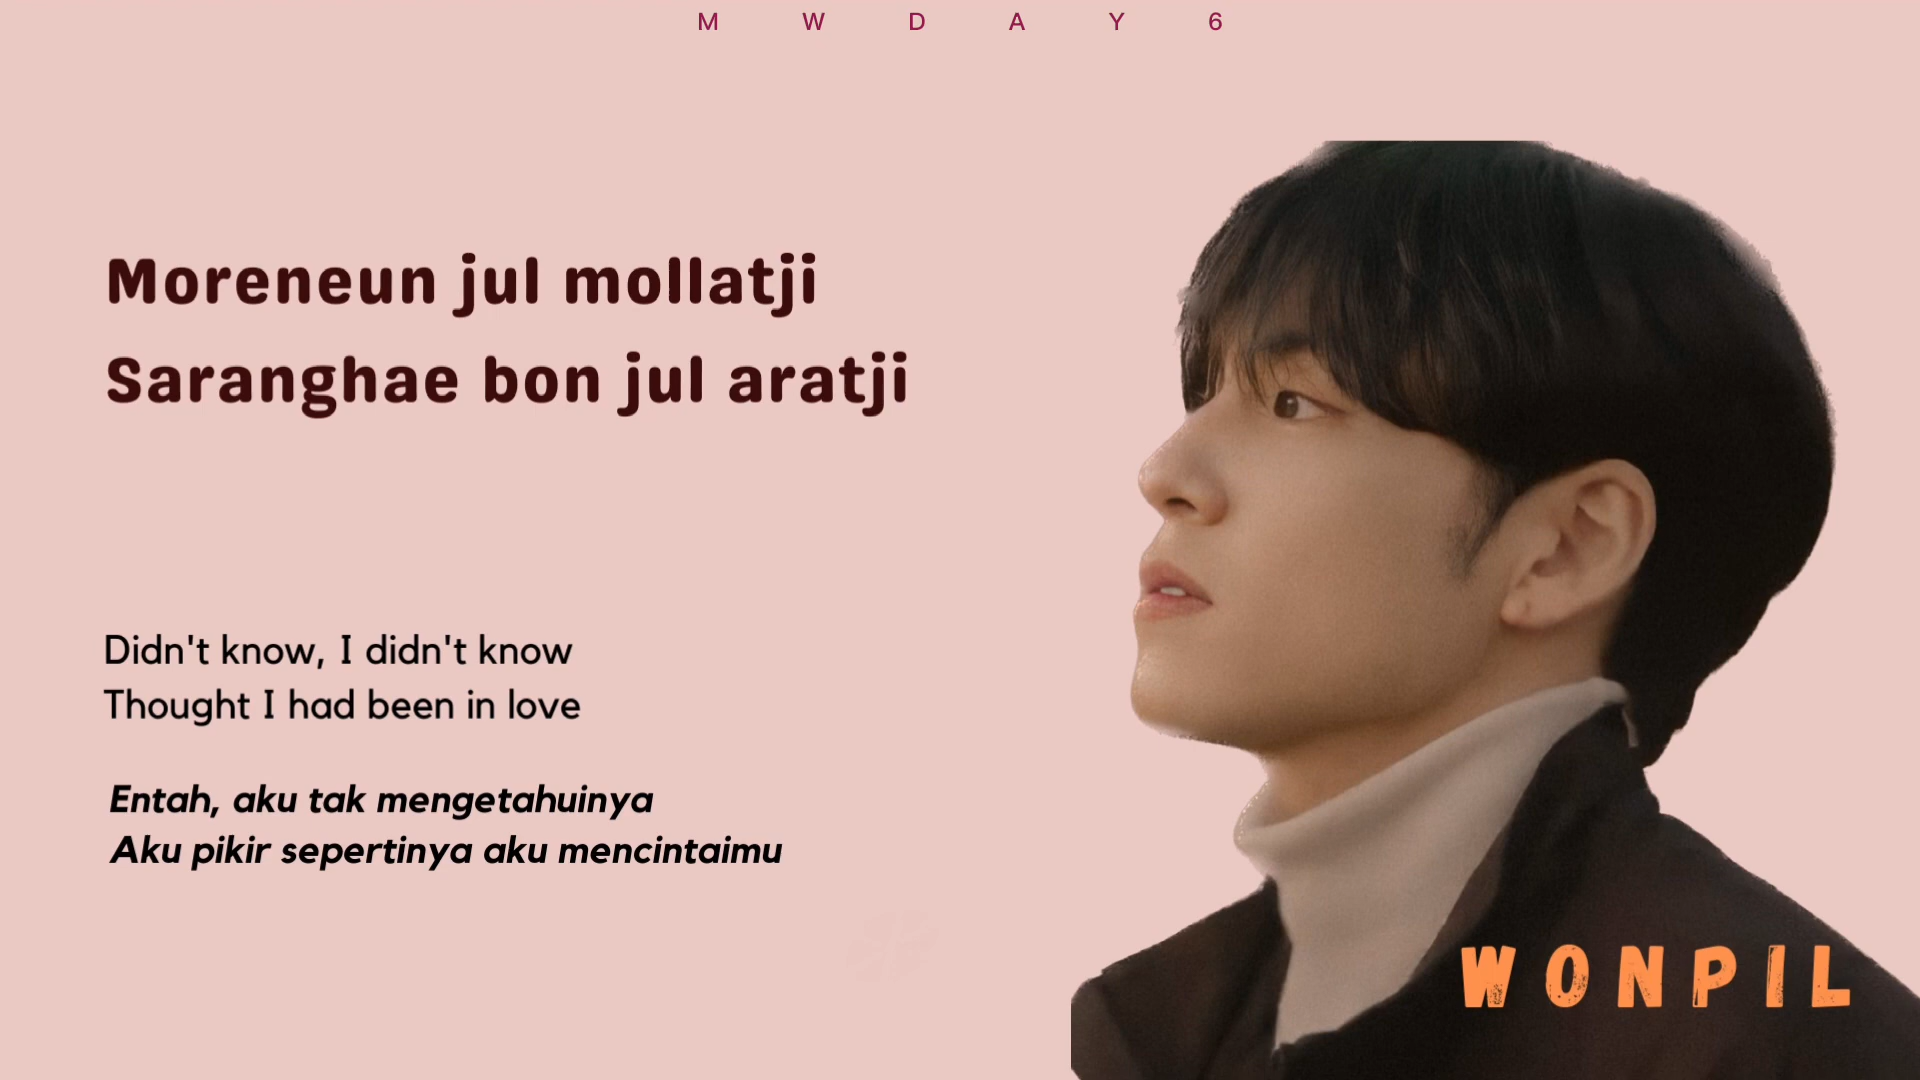 M W D A Y 6
Moreneun jul mollatji
Saranghae bon jul aratji
Didn't know, I didn't know
Thought I had been in love
Entah, aku tak mengetahuinya
Aku pikir sepertinya aku mencintaimu
WONPIL